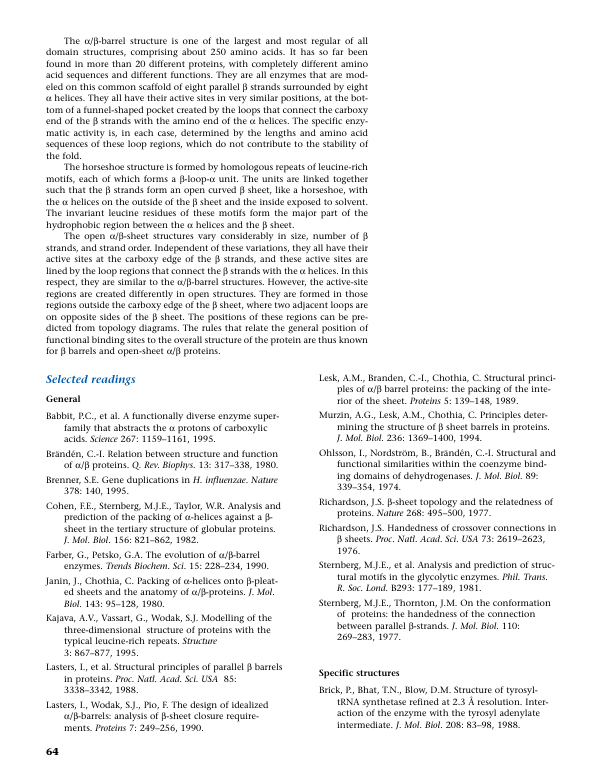 The α/β-barrel structure is one of the largest and most regular of all
domain structures, comprising about 250 amino acids. It has so far been
found in more than 20 different proteins, with completely different amino
acid sequences and different functions. They are all enzymes that are mod-
eled on this common scaffold of eight parallel β strands surrounded by eight
α helices. They all have their active sites in very similar positions, at the bot-
tom of a funnel-shaped pocket created by the loops that connect the carboxy
end of the β strands with the amino end of the α helices. The specific enzy-
matic activity is, in each case, determined by the lengths and amino acid
sequences of these loop regions, which do not contribute to the stability of
the fold.
The horseshoe structure is formed by homologous repeats of leucine-rich
motifs, each of which forms a β-loop-α unit. The units are linked together
such that the β strands form an open curved β sheet, like a horseshoe, with
the α helices on the outside of the β sheet and the inside exposed to solvent.
The invariant leucine residues of these motifs form the major part of the
hydrophobic region between the α helices and the β sheet.
The open α/β-sheet structures vary considerably in size, number of β
strands, and strand order. Independent of these variations, they all have their
active sites at the carboxy edge of the β strands, and these active sites are
lined by the loop regions that connect the β strands with the α helices. In this
respect, they are similar to the α/β-barrel structures. However, the active-site
regions are created differently in open structures. They are formed in those
regions outside the carboxy edge of the β sheet, where two adjacent loops are
on opposite sides of the β sheet. The positions of these regions can be pre-
dicted from topology diagrams. The rules that relate the general position of
functional binding sites to the overall structure of the protein are thus known
for β barrels and open-sheet α/β proteins.
Selected readings
General
Babbit, P.C., et al. A functionally diverse enzyme super-
family that abstracts the α protons of carboxylic
acids. Science 267: 1159–1161, 1995.
Brändén, C.-I. Relation between structure and function
of α/β proteins. Q. Rev. Biophys. 13: 317–338, 1980.
Brenner, S.E. Gene duplications in H. influenzae. Nature
378: 140, 1995.
Cohen, F.E., Sternberg, M.J.E., Taylor, W.R. Analysis and
prediction of the packing of α-helices against a β-
sheet in the tertiary structure of globular proteins.
J. Mol. Biol. 156: 821–862, 1982.
Farber, G., Petsko, G.A. The evolution of α/β-barrel
enzymes. Trends Biochem. Sci. 15: 228–234, 1990.
Janin, J., Chothia, C. Packing of α-helices onto β-pleat-
ed sheets and the anatomy of α/β-proteins. J. Mol.
Biol. 143: 95–128, 1980.
Kajava, A.V., Vassart, G., Wodak, S.J. Modelling of the
three-dimensional structure of proteins with the
typical leucine-rich repeats. Structure
3: 867–877, 1995.
Lasters, I., et al. Structural principles of parallel β barrels
in proteins. Proc. Natl. Acad. Sci. USA 85:
3338–3342, 1988.
Lasters, I., Wodak, S.J., Pio, F. The design of idealized
α/β-barrels: analysis of β-sheet closure require-
ments. Proteins 7: 249–256, 1990.
Lesk, A.M., Branden, C.-I., Chothia, C. Structural princi-
ples of α/β barrel proteins: the packing of the inte-
rior of the sheet. Proteins 5: 139–148, 1989.
Murzin, A.G., Lesk, A.M., Chothia, C. Principles deter-
mining the structure of β sheet barrels in proteins.
J. Mol. Biol. 236: 1369–1400, 1994.
Ohlsson, I., Nordström, B., Brändén, C.-I. Structural and
functional similarities within the coenzyme bind-
ing domains of dehydrogenases. J. Mol. Biol. 89:
339–354, 1974.
Richardson, J.S. β-sheet topology and the relatedness of
proteins. Nature 268: 495–500, 1977.
Richardson, J.S. Handedness of crossover connections in
β sheets. Proc. Natl. Acad. Sci. USA 73: 2619–2623,
1976.
Sternberg, M.J.E., et al. Analysis and prediction of struc-
tural motifs in the glycolytic enzymes. Phil. Trans.
R. Soc. Lond. B293: 177–189, 1981.
Sternberg, M.J.E., Thornton, J.M. On the conformation
of proteins: the handedness of the connection
between parallel β-strands. J. Mol. Biol. 110:
269–283, 1977.
Specific structures
Brick, P., Bhat, T.N., Blow, D.M. Structure of tyrosyl-
tRNA synthetase refined at 2.3 Å resolution. Inter-
action of the enzyme with the tyrosyl adenylate
intermediate. J. Mol. Biol. 208: 83–98, 1988.
64